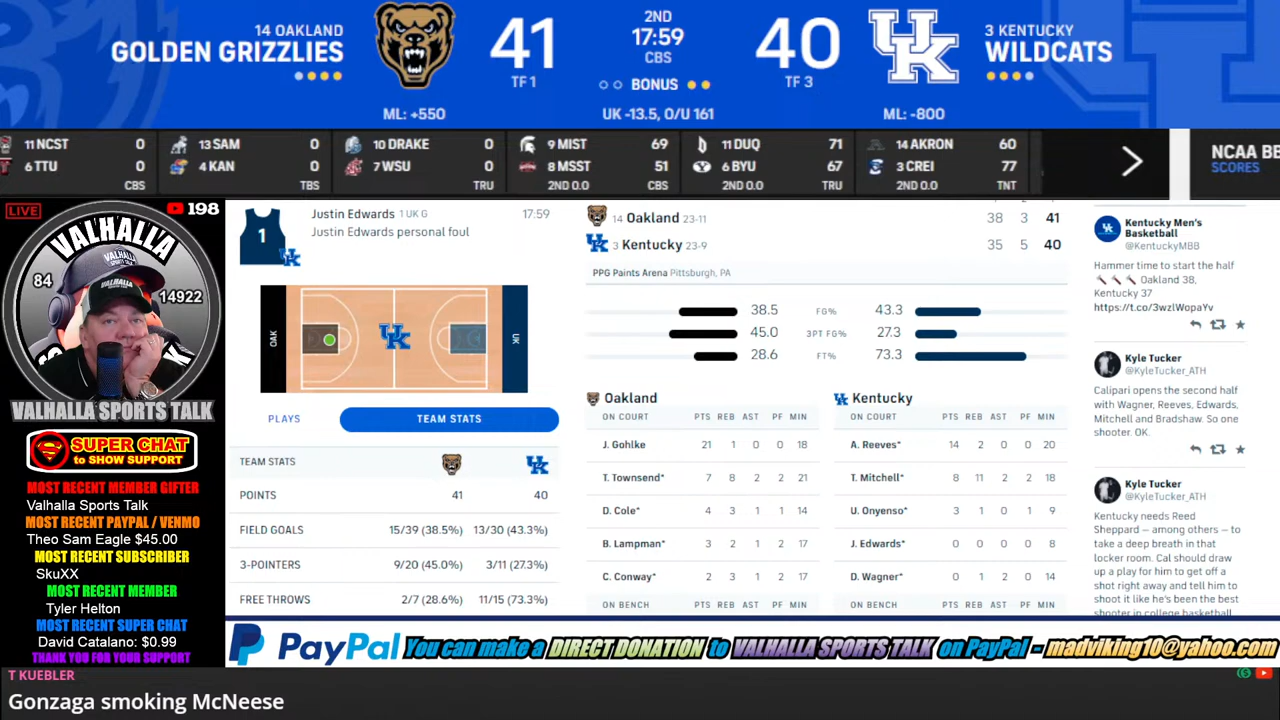 14 OAKLAND
GOLDEN GRIZZLIES
41
TF 1
ML: +550
2ND
17:59
CBS
BONUS
UK -13.5, O/U 161
40
TF 3
3 KENTUCKY
WILDCATS
ML: -800
11 NCST 0
6 TTU 0
CBS
13 SAM 0
4 KAN 0
TBS
10 DRAKE 0
7 WSU 0
TRU
9 MIST 69
8 MSST 51
2ND 0.0 CBS
11 DUQ 71
6 BYU 67
2ND 0.0 TRU
14 AKRON 60
3 CREI 77
2ND 0.0 TNT
NCAA BB
SCORES
LIVE
198
VALHALLA
84
14922
VALHALLA SPORTS TALK
SUPER CHAT
to SHOW SUPPORT
MOST RECENT MEMBER GIFTER
Valhalla Sports Talk
MOST RECENT PAYPAL / VENMO
Theo Sam Eagle $45.00
MOST RECENT SUBSCRIBER
SkuXX
MOST RECENT MEMBER
Tyler Helton
MOST RECENT SUPER CHAT
David Catalano: $0.99
THANK YOU FOR YOUR SUPPORT
1
Justin Edwards 1 UK G 17:59
Justin Edwards personal foul
OAK
UK
UK
PLAYS
TEAM STATS
TEAM STATS
POINTS 41 40
FIELD GOALS 15/39 (38.5%) 13/30 (43.3%)
3-POINTERS 9/20 (45.0%) 3/11 (27.3%)
FREE THROWS 2/7 (28.6%) 11/15 (73.3%)
14 Oakland 23-11 38 3 41
3 Kentucky 23-9 35 5 40
PPG Paints Arena Pittsburgh, PA
38.5 FG% 43.3
45.0 3PT FG% 27.3
28.6 FT% 73.3
Oakland
ON COURT PTS REB AST PF MIN
J. Gohlke 21 1 0 0 18
T. Townsend* 7 8 2 2 21
D. Cole* 4 3 1 1 14
B. Lampman* 3 2 1 2 17
C. Conway* 2 3 1 2 17
ON BENCH PTS REB AST PF MIN
Kentucky
ON COURT PTS REB AST PF MIN
A. Reeves* 14 2 0 0 20
T. Mitchell* 8 11 2 2 18
U. Onyenso* 3 1 0 1 9
J. Edwards* 0 0 0 0 8
D. Wagner* 0 1 2 0 14
ON BENCH PTS REB AST PF MIN
Kentucky Men's
Basketball
@KentuckyMBB
Hammer time to start the half
Oakland 38,
Kentucky 37
https://t.co/3wzlWopaYv
Kyle Tucker
@KyleTucker_ATH
Calipari opens the second half
with Wagner, Reeves, Edwards,
Mitchell and Bradshaw. So one
shooter. OK.
Kyle Tucker
@KyleTucker_ATH
Kentucky needs Reed
Sheppard — among others — to
take a deep breath in that
locker room. Cal should draw
up a play for him to get off a
shot right away and tell him to
shoot it like he's been the best
shooter in college basketball
PayPal You can make a DIRECT DONATION to VALHALLA SPORTS TALK on PayPal - madviking10@yahoo.com
T KUEBLER
Gonzaga smoking McNeese